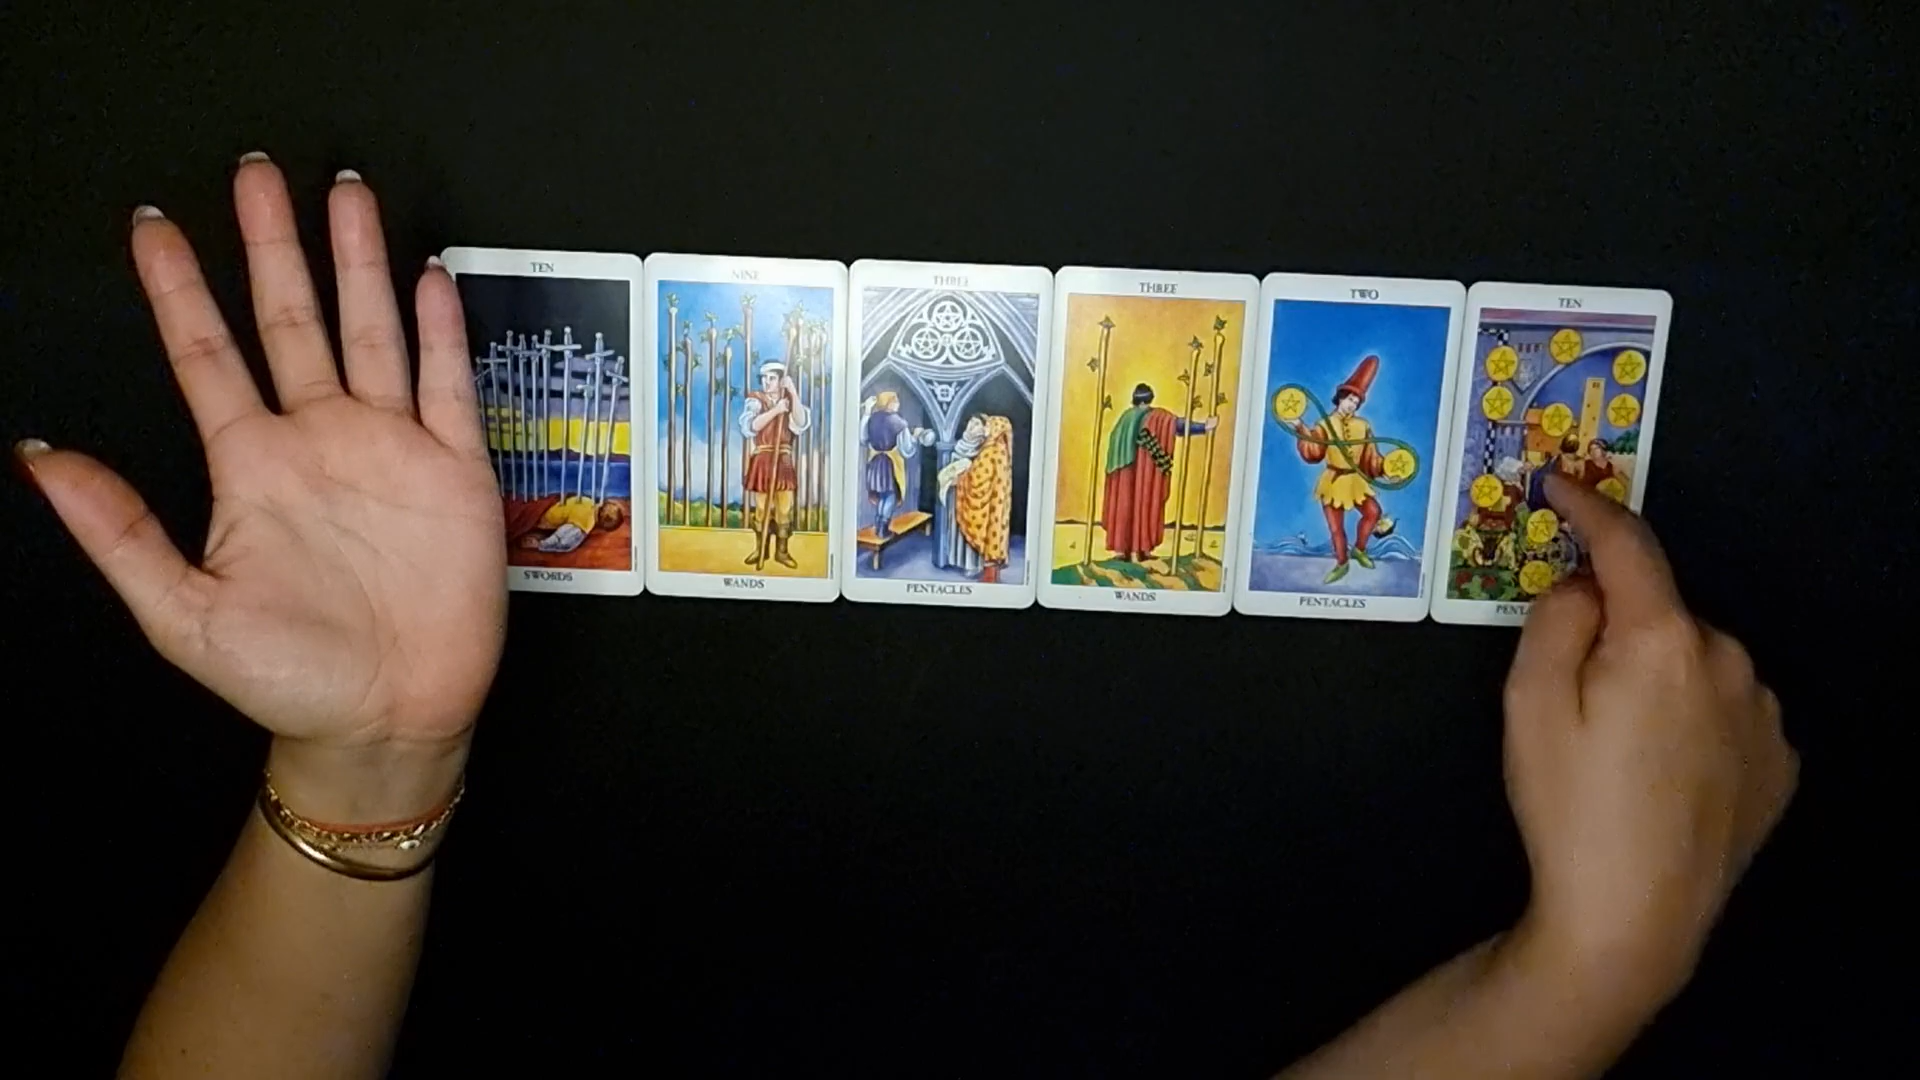 TEN
SWORDS
NINE
WANDS
THREE
PENTACLES
THREE
WANDS
TWO
PENTACLES
TEN